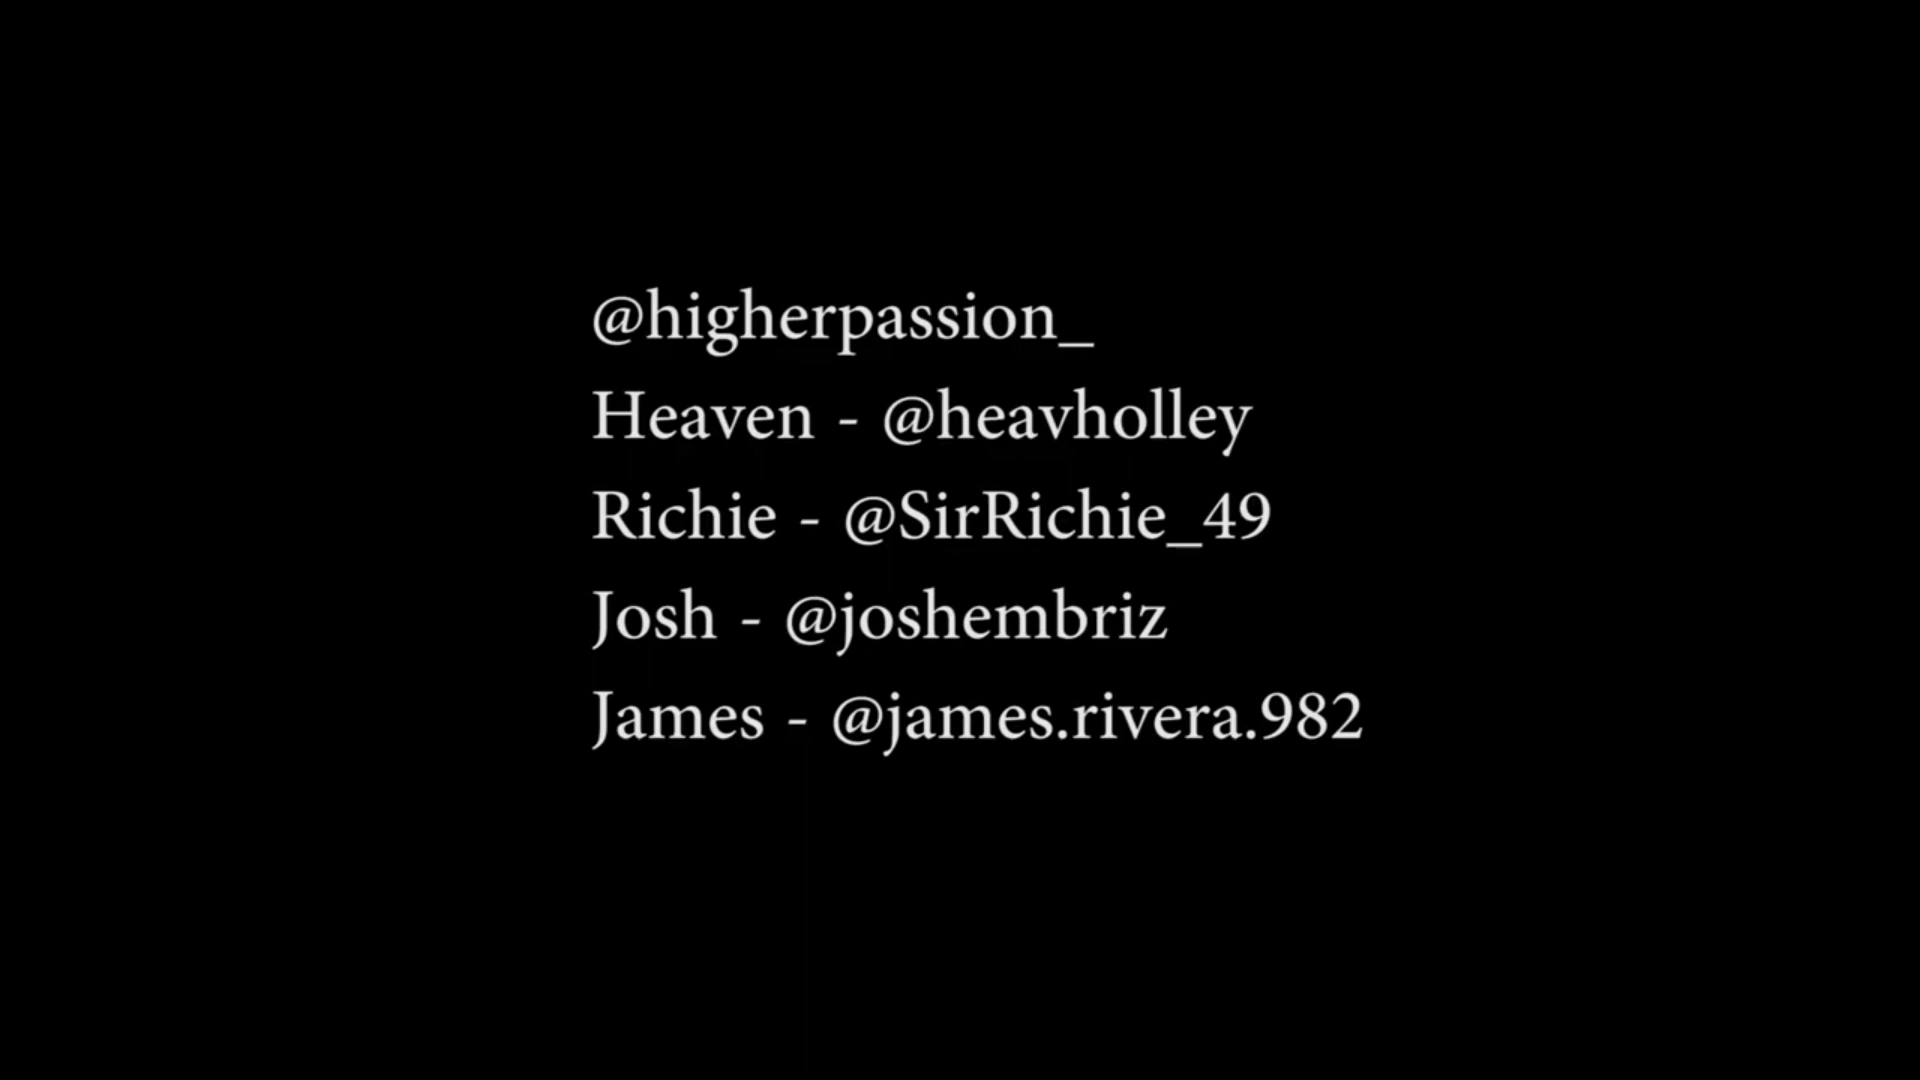 @higherpassion_
Heaven - @heavholley
Richie - @SirRichie_49
Josh - @joshembriz
James - @james.rivera.982